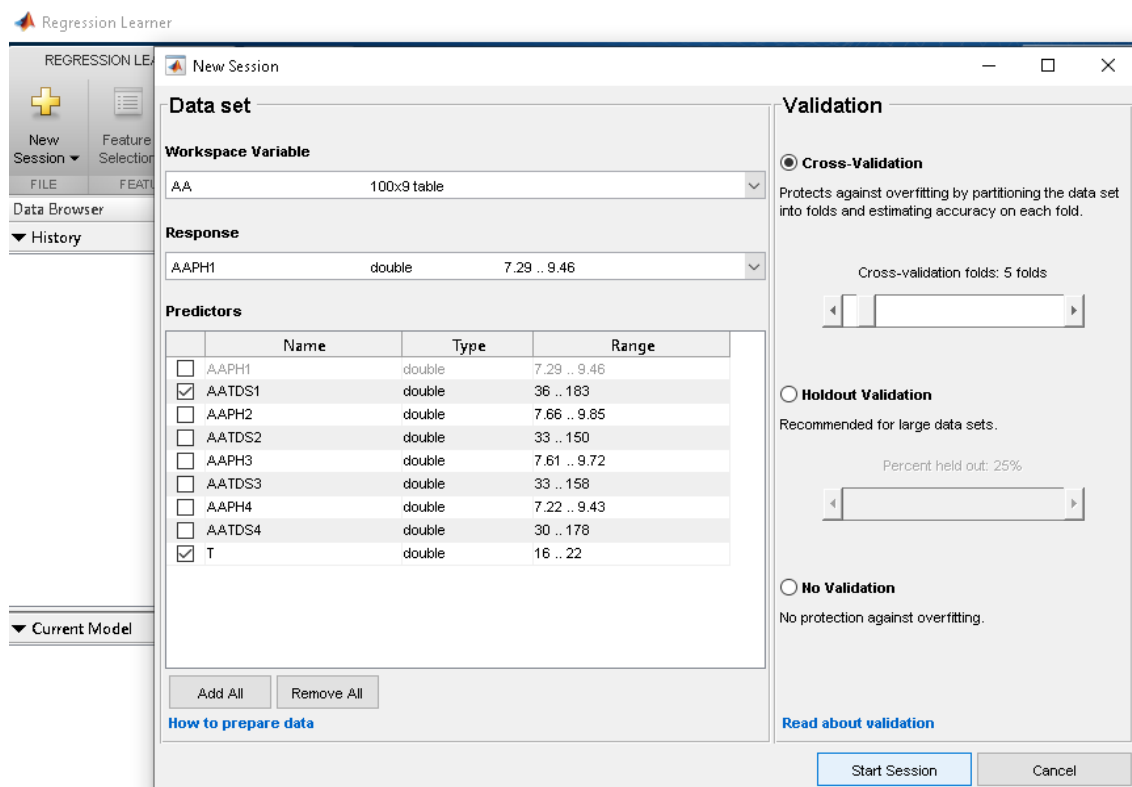 Regression Learner
REGRESSION LEA
New
Session
Feature
Selection
FILE
FEATU
Data Browser
History
Current Model
New Session
Data set
Workspace Variable
AA 100x9 table
Response
AAPH1 double 7.29 .. 9.46
Predictors
Name Type Range
AAPH1 double 7.29 .. 9.46
AATDS1 double 36 .. 183
AAPH2 double 7.66 .. 9.85
AATDS2 double 33 .. 150
AAPH3 double 7.61 .. 9.72
AATDS3 double 33 .. 158
AAPH4 double 7.22 .. 9.43
AATDS4 double 30 .. 178
T double 16 .. 22
Add All Remove All
How to prepare data
Validation
Cross-Validation
Protects against overfitting by partitioning the data set
into folds and estimating accuracy on each fold.
Cross-validation folds: 5 folds
Holdout Validation
Recommended for large data sets.
Percent held out: 25%
No Validation
No protection against overfitting.
Read about validation
Start Session Cancel